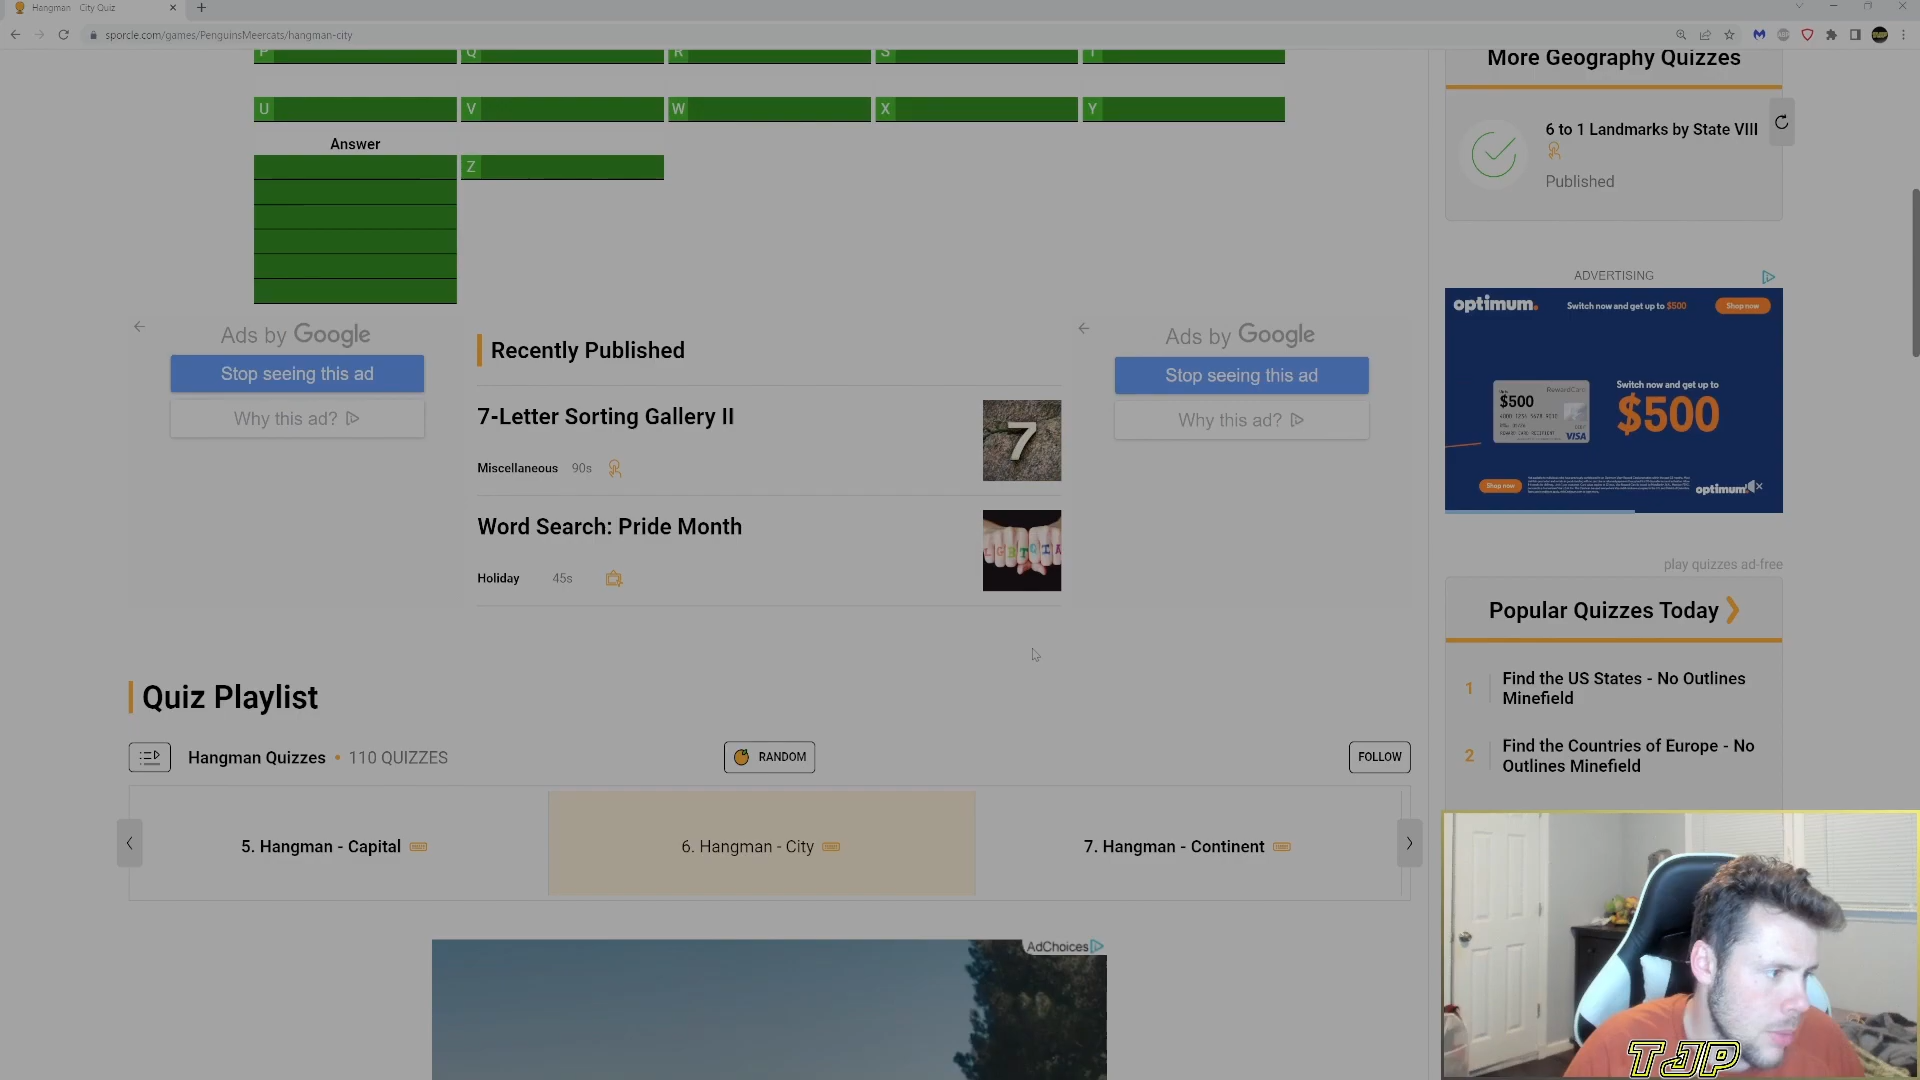 Hangman City Quiz
sporcle.com/games/PenguinsMeercats/hangman-city
P Q R S T
U V W X Y
Answer
Z
Ads by Google
Stop seeing this ad
Why this ad?
Recently Published
7-Letter Sorting Gallery II
Miscellaneous 90s
7
Word Search: Pride Month
Holiday 45s
LGBTQIA
Ads by Google
Stop seeing this ad
Why this ad?
Quiz Playlist
Hangman Quizzes • 110 QUIZZES
RANDOM
FOLLOW
5. Hangman - Capital
6. Hangman - City
7. Hangman - Continent
AdChoices
More Geography Quizzes
6 to 1 Landmarks by State VIII
Published
ADVERTISING
optimum.
Switch now and get up to $500
Shop now
$500
VISA
Switch now and get up to
$500
Shop now
optimum.
play quizzes ad-free
Popular Quizzes Today
1 Find the US States - No Outlines
Minefield
2 Find the Countries of Europe - No
Outlines Minefield
TJP